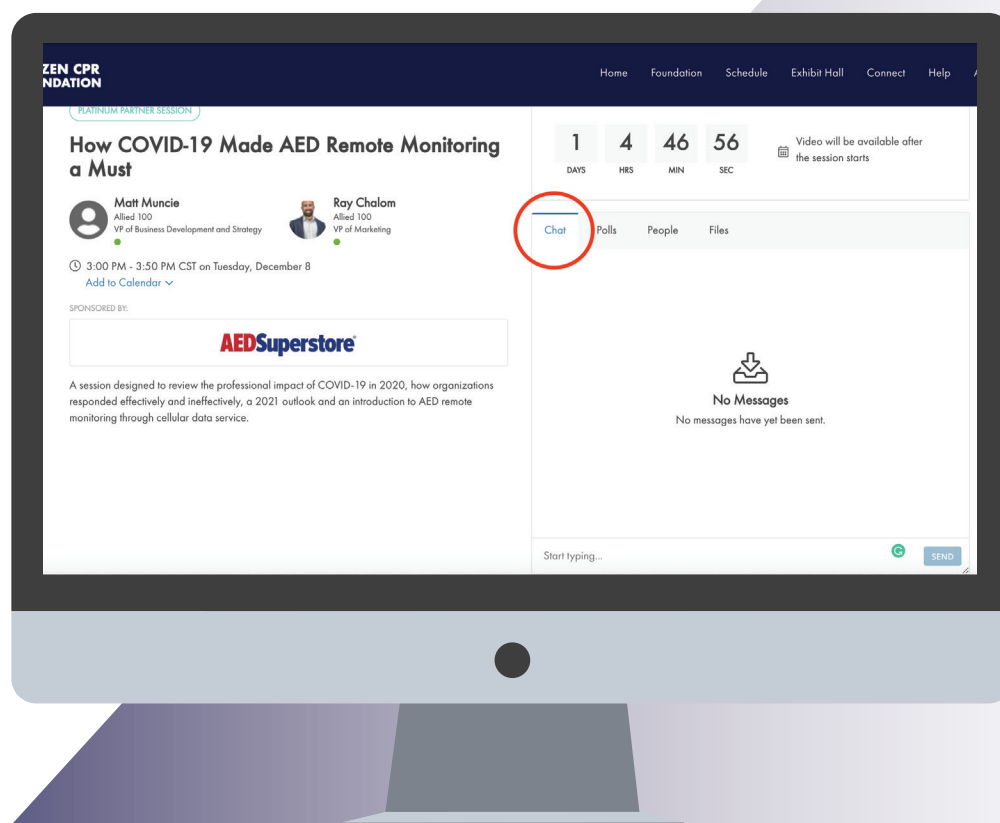 ZEN CPR
NDATION
Home Foundation Schedule Exhibit Hall Connect Help A
PLATINUM PARTNER SESSION
How COVID-19 Made AED Remote Monitoring
a Must
Matt Muncie
Allied 100
VP of Business Development and Strategy
Ray Chalom
Allied 100
VP of Marketing
3:00 PM - 3:50 PM CST on Tuesday, December 8
Add to Calendar
SPONSORED BY:
AEDSuperstore
A session designed to review the professional impact of COVID-19 in 2020, how organizations
responded effectively and ineffectively, a 2021 outlook and an introduction to AED remote
monitoring through cellular data service.
1 4 46 56
DAYS HRS MIN SEC
Video will be available after
the session starts
Chat Polls People Files
No Messages
No messages have yet been sent.
Start typing...
SEND